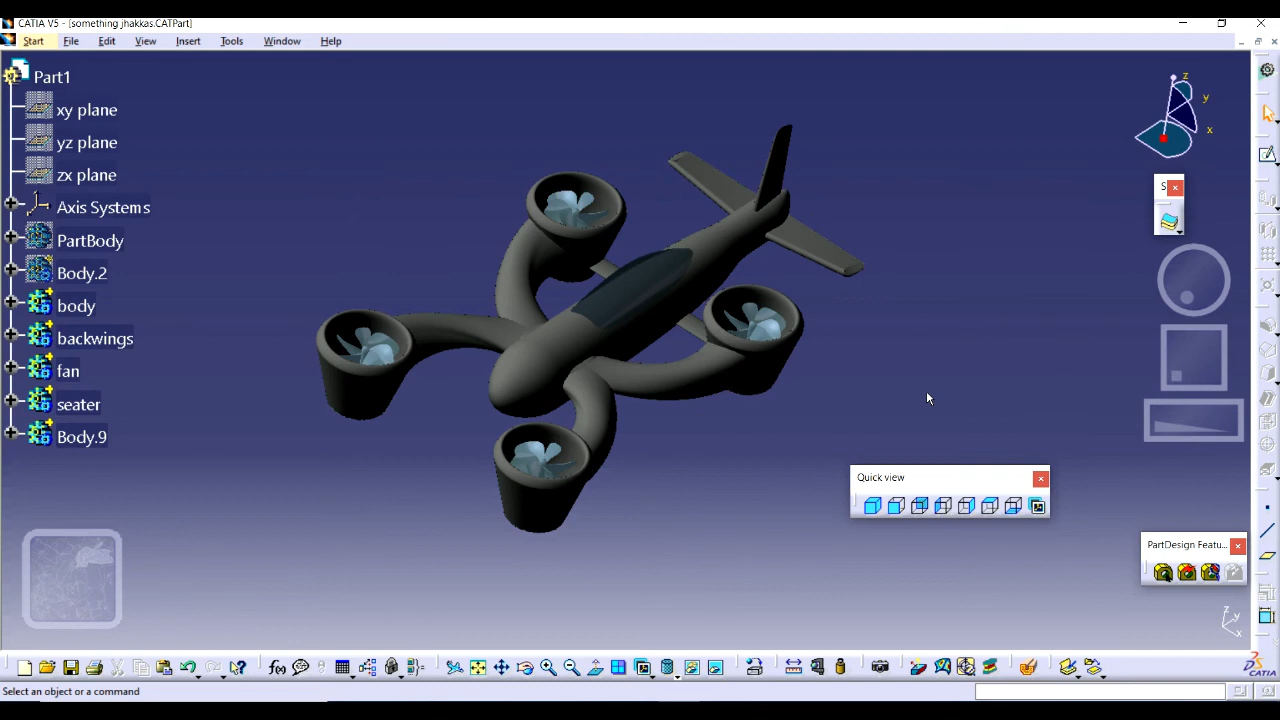 CATIA V5 - [something jhakkas.CATPart]
Start File Edit View Insert Tools Window Help
Part1
xy plane
yz plane
zx plane
Axis Systems
PartBody
Body.2
body
backwings
fan
seater
Body.9
z
y
x
S
Quick view
PartDesign Featu...
z
y
x
f(x)
CATIA
Select an object or a command